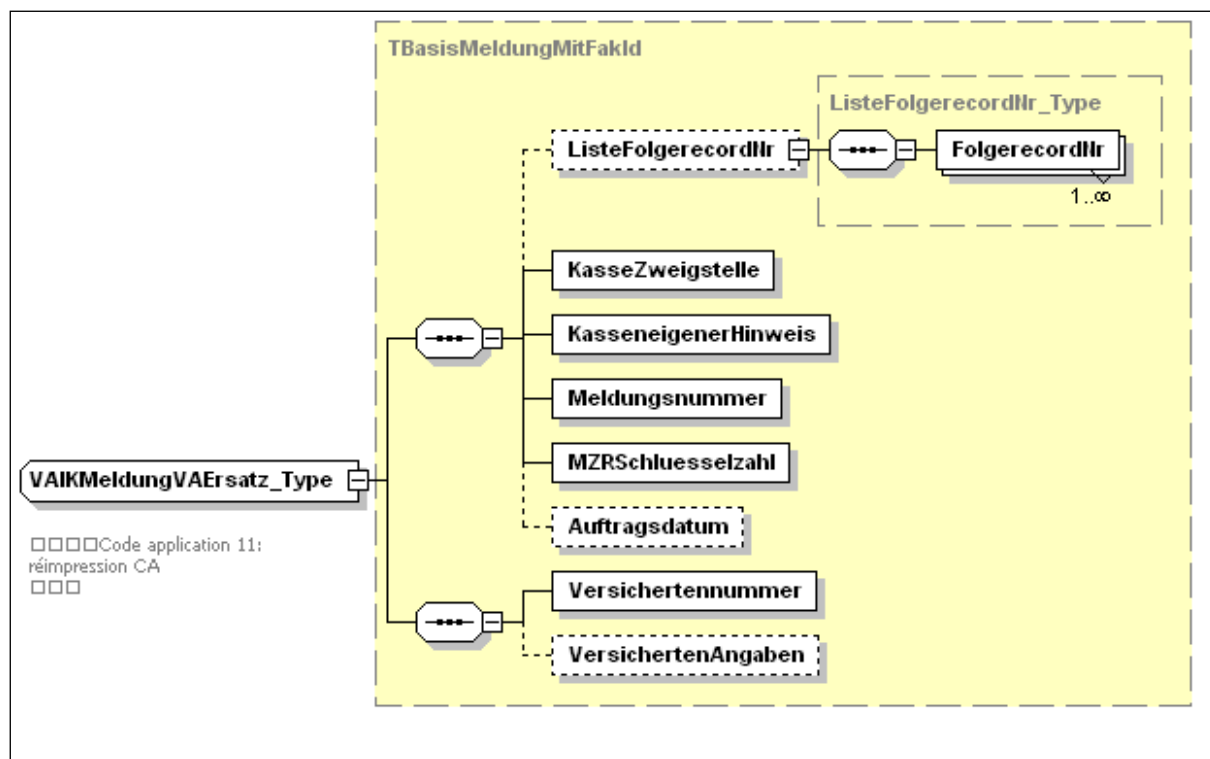 TBasisMeldungMitFakId
ListeFolgerecordNr_Type
ListeFolgerecordNr
FolgerecordNr
1..∞
KasseZweigstelle
KasseneigenerHinweis
Meldungsnummer
MZRSchluesselzahl
VAIKMeldungVAErsatz_Type
Auftragsdatum
□□□□Code application 11:
réimpression CA
□□□
Versichertennummer
VersichertenAngaben